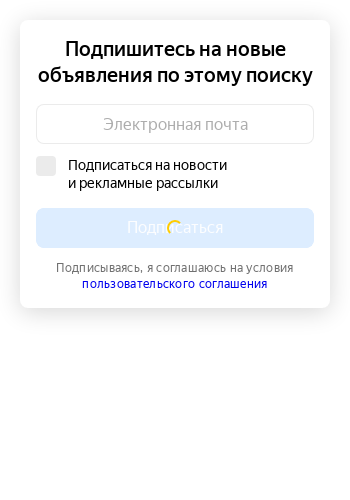 Подпишитесь на новые
объявления по этому поиску
Электронная почта
Подписаться на новости
и рекламные рассылки
Подписаться
Подписываясь, я соглашаюсь на условия
пользовательского соглашения